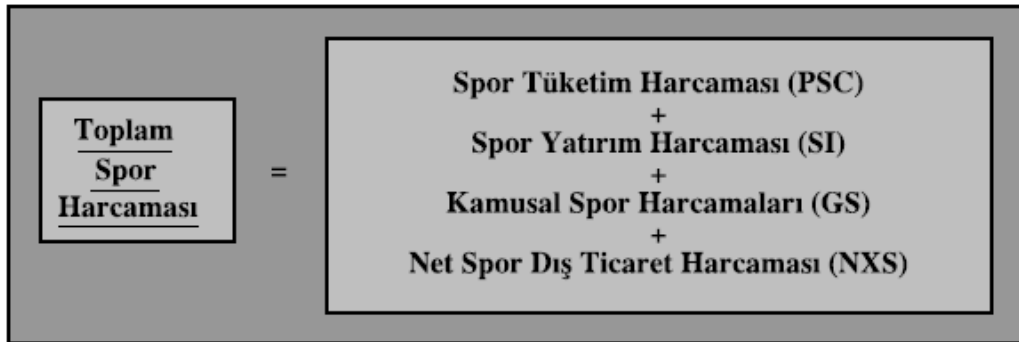 Toplam
Spor
Harcaması
=
Spor Tüketim Harcaması (PSC)
+
Spor Yatırım Harcaması (SI)
+
Kamusal Spor Harcamaları (GS)
+
Net Spor Dış Ticaret Harcaması (NXS)